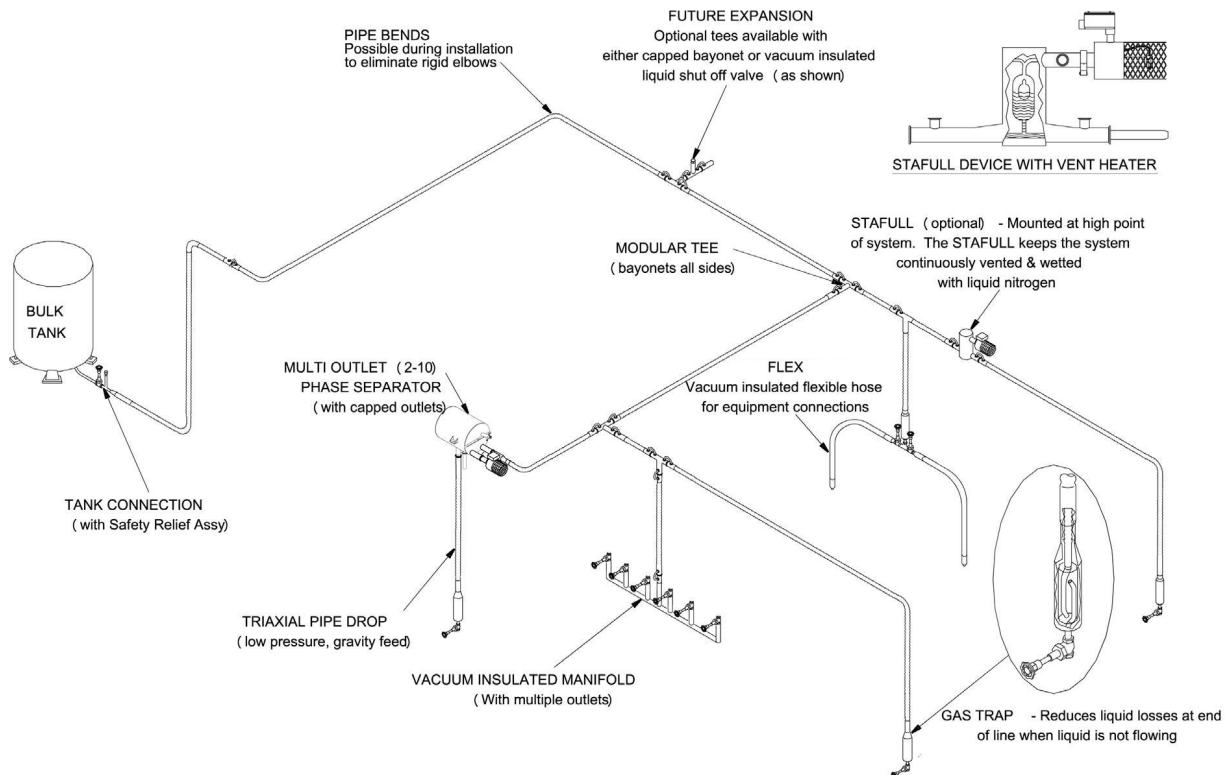 PIPE BENDS
Possible during installation
to eliminate rigid elbows
FUTURE EXPANSION
Optional tees available with
either capped bayonet or vacuum insulated
liquid shut off valve ( as shown)
STAFULL DEVICE WITH VENT HEATER
STAFULL ( optional) - Mounted at high point
of system. The STAFULL keeps the system
continuously vented & wetted
with liquid nitrogen
MODULAR TEE
( bayonets all sides)
BULK
TANK
MULTI OUTLET ( 2-10)
PHASE SEPARATOR
( with capped outlets)
FLEX
Vacuum insulated flexible hose
for equipment connections
TANK CONNECTION
( with Safety Relief Assy)
TRIAXIAL PIPE DROP
( low pressure, gravity feed)
VACUUM INSULATED MANIFOLD
( With multiple outlets)
GAS TRAP - Reduces liquid losses at end
of line when liquid is not flowing